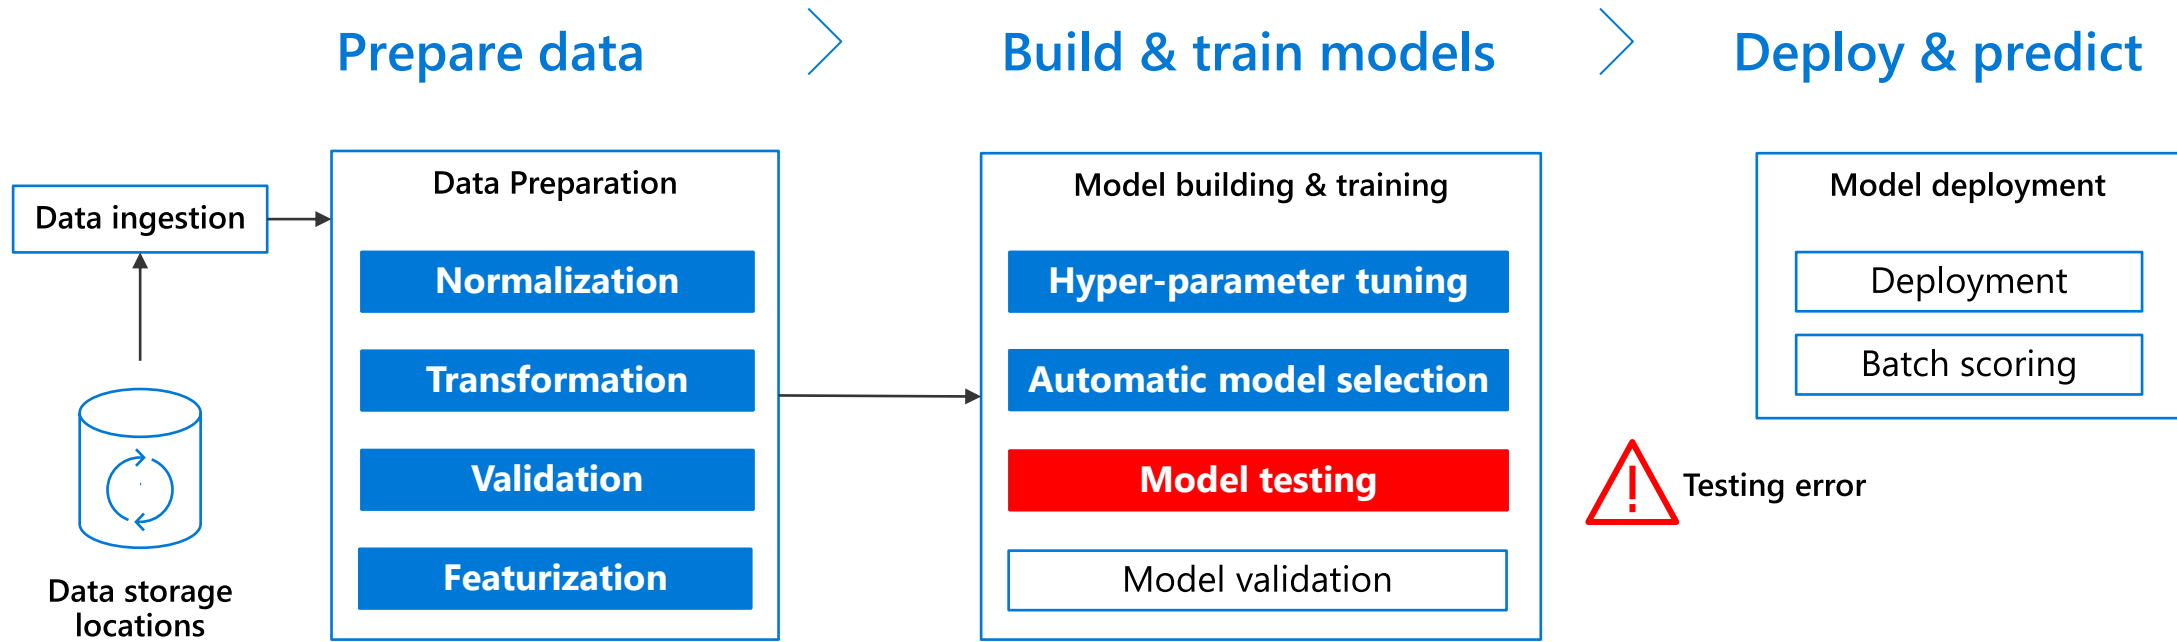 Prepare data
Build & train models
Deploy & predict
Data ingestion
Data storage
locations
Data Preparation
Normalization
Transformation
Validation
Featurization
Model building & training
Hyper-parameter tuning
Automatic model selection
Model testing
Model validation
Testing error
Model deployment
Deployment
Batch scoring